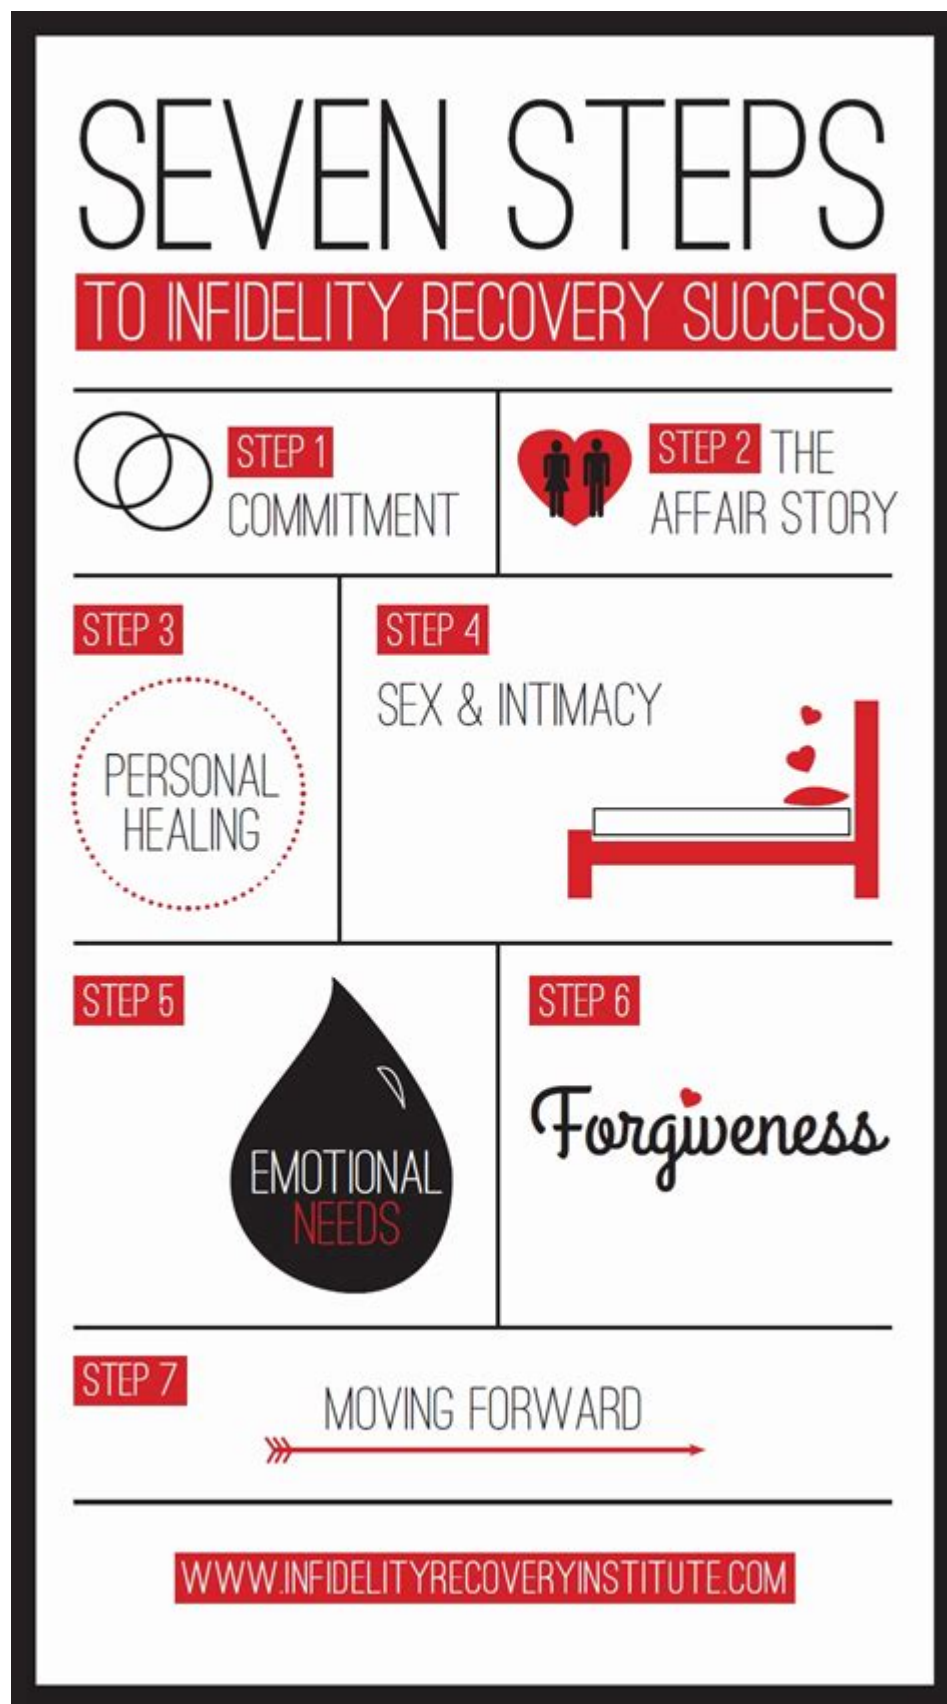 SEVEN STEPS
TO INFIDELITY RECOVERY SUCCESS
STEP 1
COMMITMENT
STEP 2 THE
AFFAIR STORY
STEP 3
PERSONAL
HEALING
STEP 4
SEX & INTIMACY
STEP 5
EMOTIONAL
NEEDS
STEP 6
Forgiveness
STEP 7
MOVING FORWARD
WWW.INFIDELITYRECOVERYINSTITUTE.COM